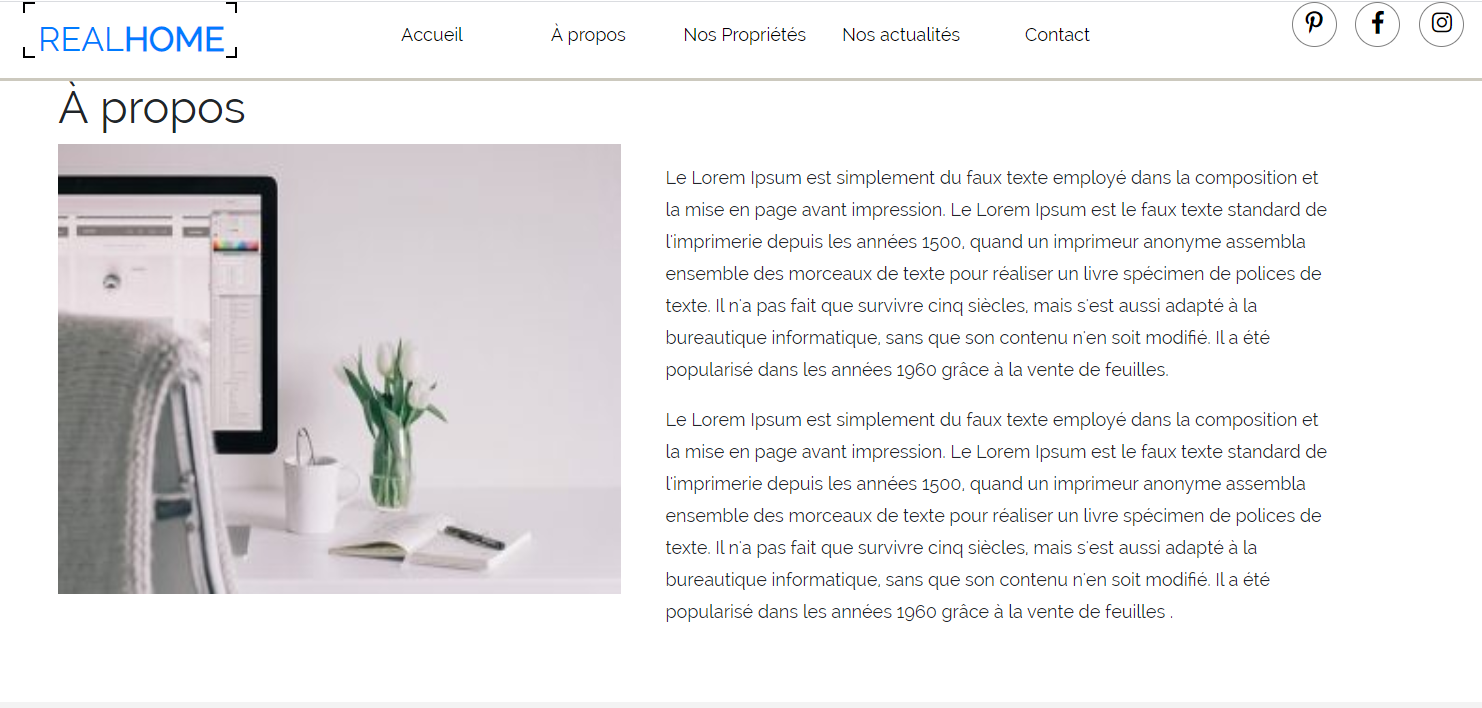 REALHOME
Accueil
À propos
Nos Propriétés
Nos actualités
Contact
À propos
Le Lorem Ipsum est simplement du faux texte employé dans la composition et
la mise en page avant impression. Le Lorem Ipsum est le faux texte standard de
l'imprimerie depuis les années 1500, quand un imprimeur anonyme assembla
ensemble des morceaux de texte pour réaliser un livre spécimen de polices de
texte. Il n'a pas fait que survivre cinq siècles, mais s'est aussi adapté à la
bureautique informatique, sans que son contenu n'en soit modifié. Il a été
popularisé dans les années 1960 grâce à la vente de feuilles.
Le Lorem Ipsum est simplement du faux texte employé dans la composition et
la mise en page avant impression. Le Lorem Ipsum est le faux texte standard de
l'imprimerie depuis les années 1500, quand un imprimeur anonyme assembla
ensemble des morceaux de texte pour réaliser un livre spécimen de polices de
texte. Il n'a pas fait que survivre cinq siècles, mais s'est aussi adapté à la
bureautique informatique, sans que son contenu n'en soit modifié. Il a été
popularisé dans les années 1960 grâce à la vente de feuilles .